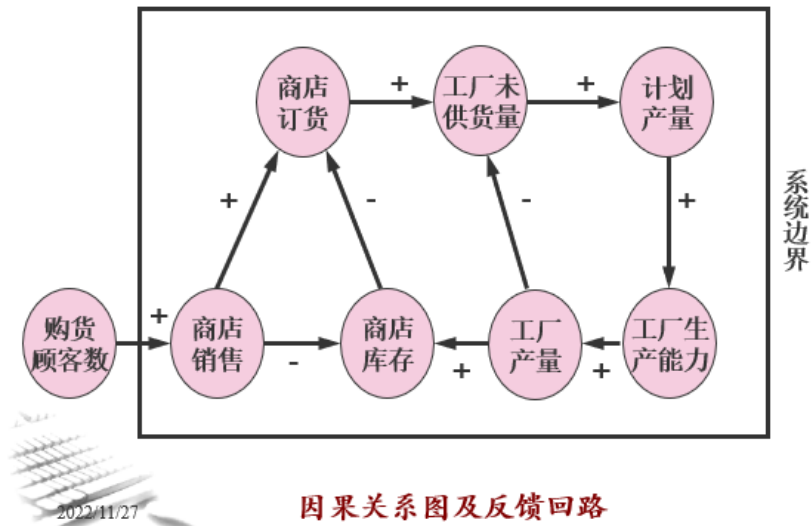 商店
订货
+
工厂未
供货量
+
计划
产量
+
-
-
+
系统边界
购货
顾客数
+
商店
销售
-
商店
库存
+
工厂
产量
+
工厂生
产能力
2022/11/27
因果关系图及反馈回路